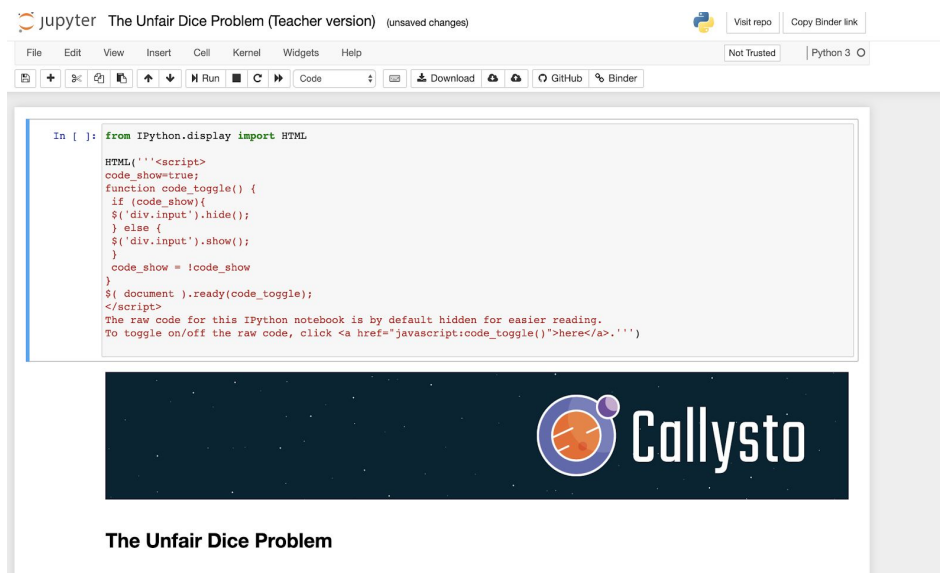 jupyter The Unfair Dice Problem (Teacher version) (unsaved changes) Visit repo Copy Binder link
File Edit View Insert Cell Kernel Widgets Help Not Trusted Python 3
Run Code Download GitHub Binder
In [ ]: from IPython.display import HTML
HTML('''<script>
code_show=true;
function code_toggle() {
if (code_show){
$('div.input').hide();
} else {
$('div.input').show();
}
code_show = !code_show
}
$( document ).ready(code_toggle);
</script>
The raw code for this IPython notebook is by default hidden for easier reading.
To toggle on/off the raw code, click <a href="javascript:code_toggle()">here</a>.''')
Callysto
The Unfair Dice Problem